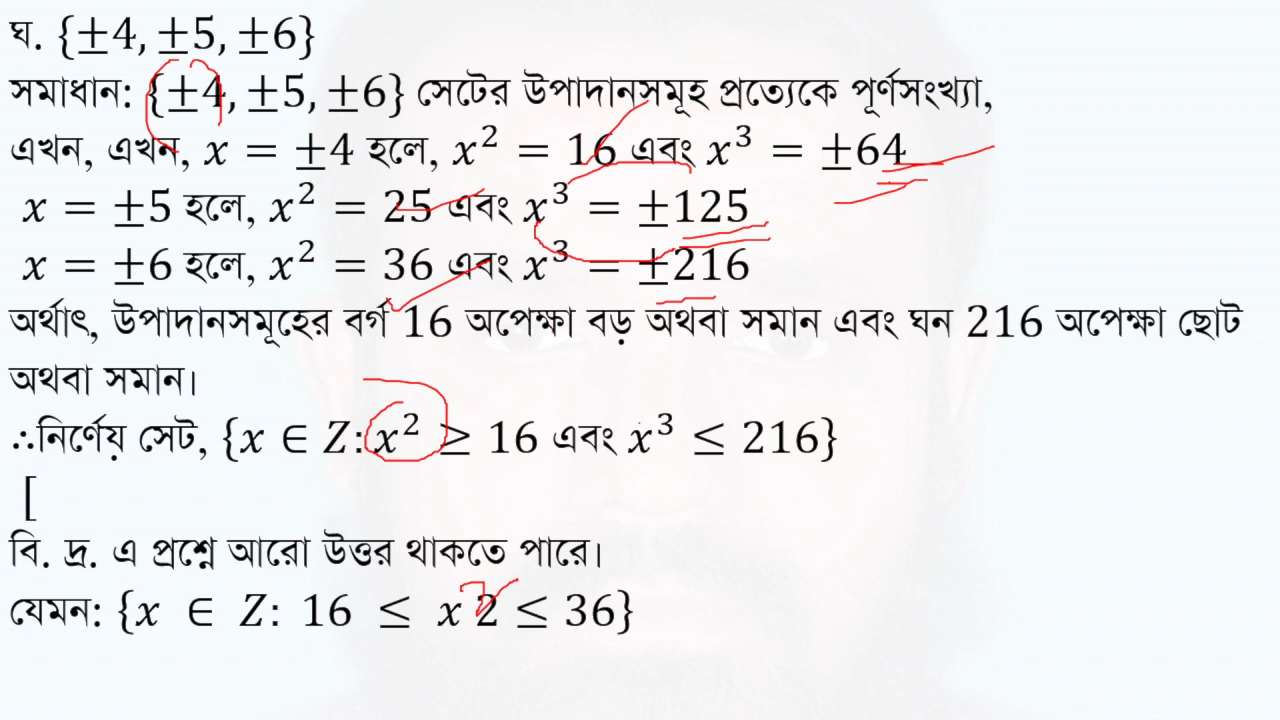 ঘ. {±4, ±5, ±6}
সমাধান: {±4, ±5, ±6} সেটের উপাদানসমূহ প্রত্যেকে পূর্ণসংখ্যা,
এখন, এখন, x = ±4 হলে, x² = 16 এবং x³ = ±64
x = ±5 হলে, x² = 25 এবং x³ = ±125
x = ±6 হলে, x² = 36 এবং x³ = ±216
অর্থাৎ, উপাদানসমূহের বর্গ 16 অপেক্ষা বড় অথবা সমান এবং ঘন 216 অপেক্ষা ছোট
অথবা সমান।
∴নির্ণেয় সেট, {x ∈ Z: x² ≥ 16 এবং x³ ≤ 216}
[
বি. দ্র. এ প্রশ্নে আরো উত্তর থাকতে পারে।
যেমন: {x ∈ Z: 16 ≤ x 2 ≤ 36}